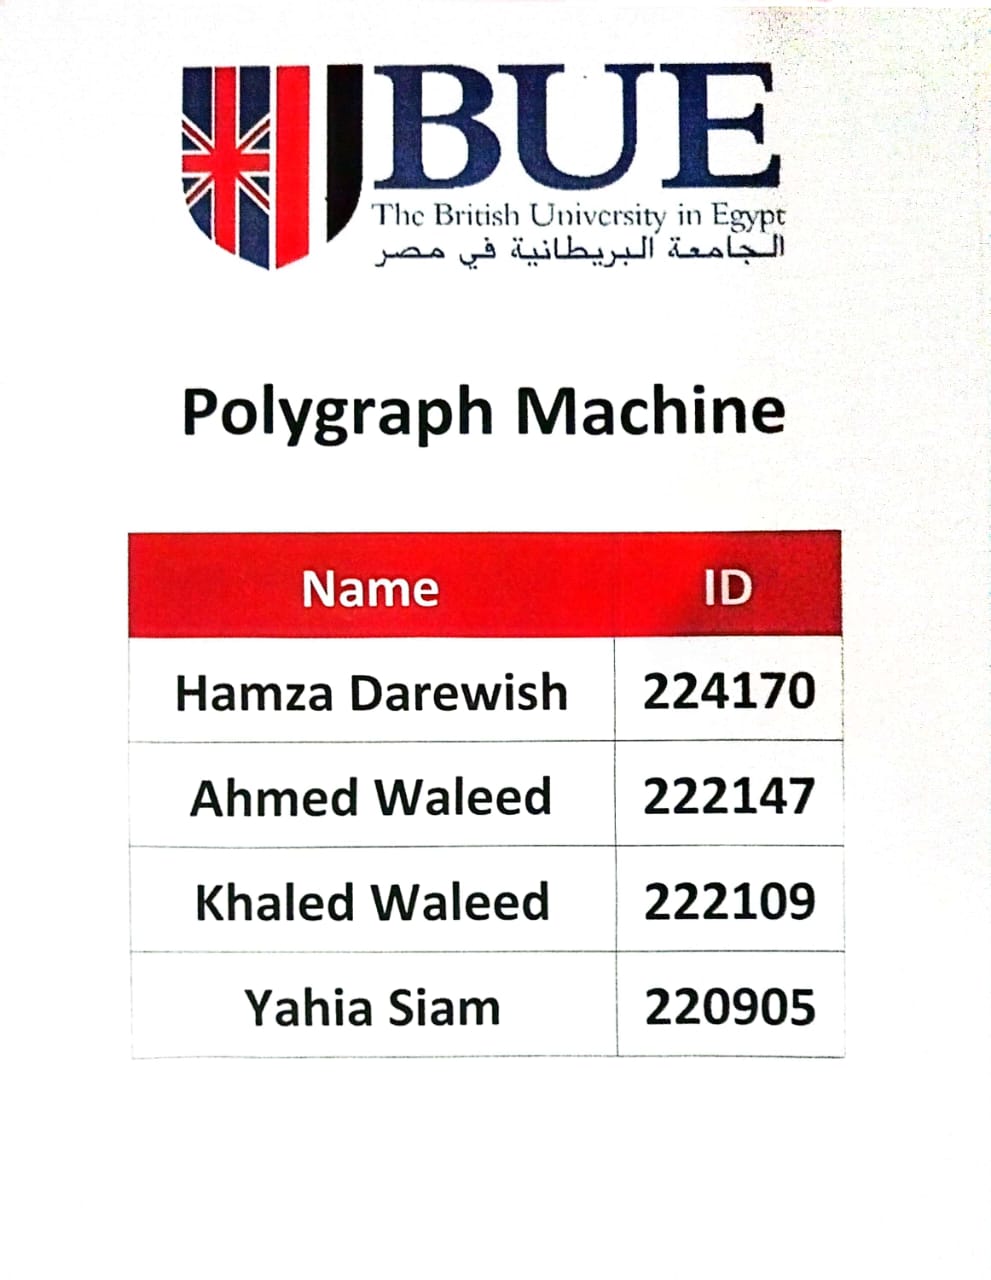 BUE
The British University in Egypt
الجامعة البريطانية في مصر
Polygraph Machine
Name ID
Hamza Darewish 224170
Ahmed Waleed 222147
Khaled Waleed 222109
Yahia Siam 220905